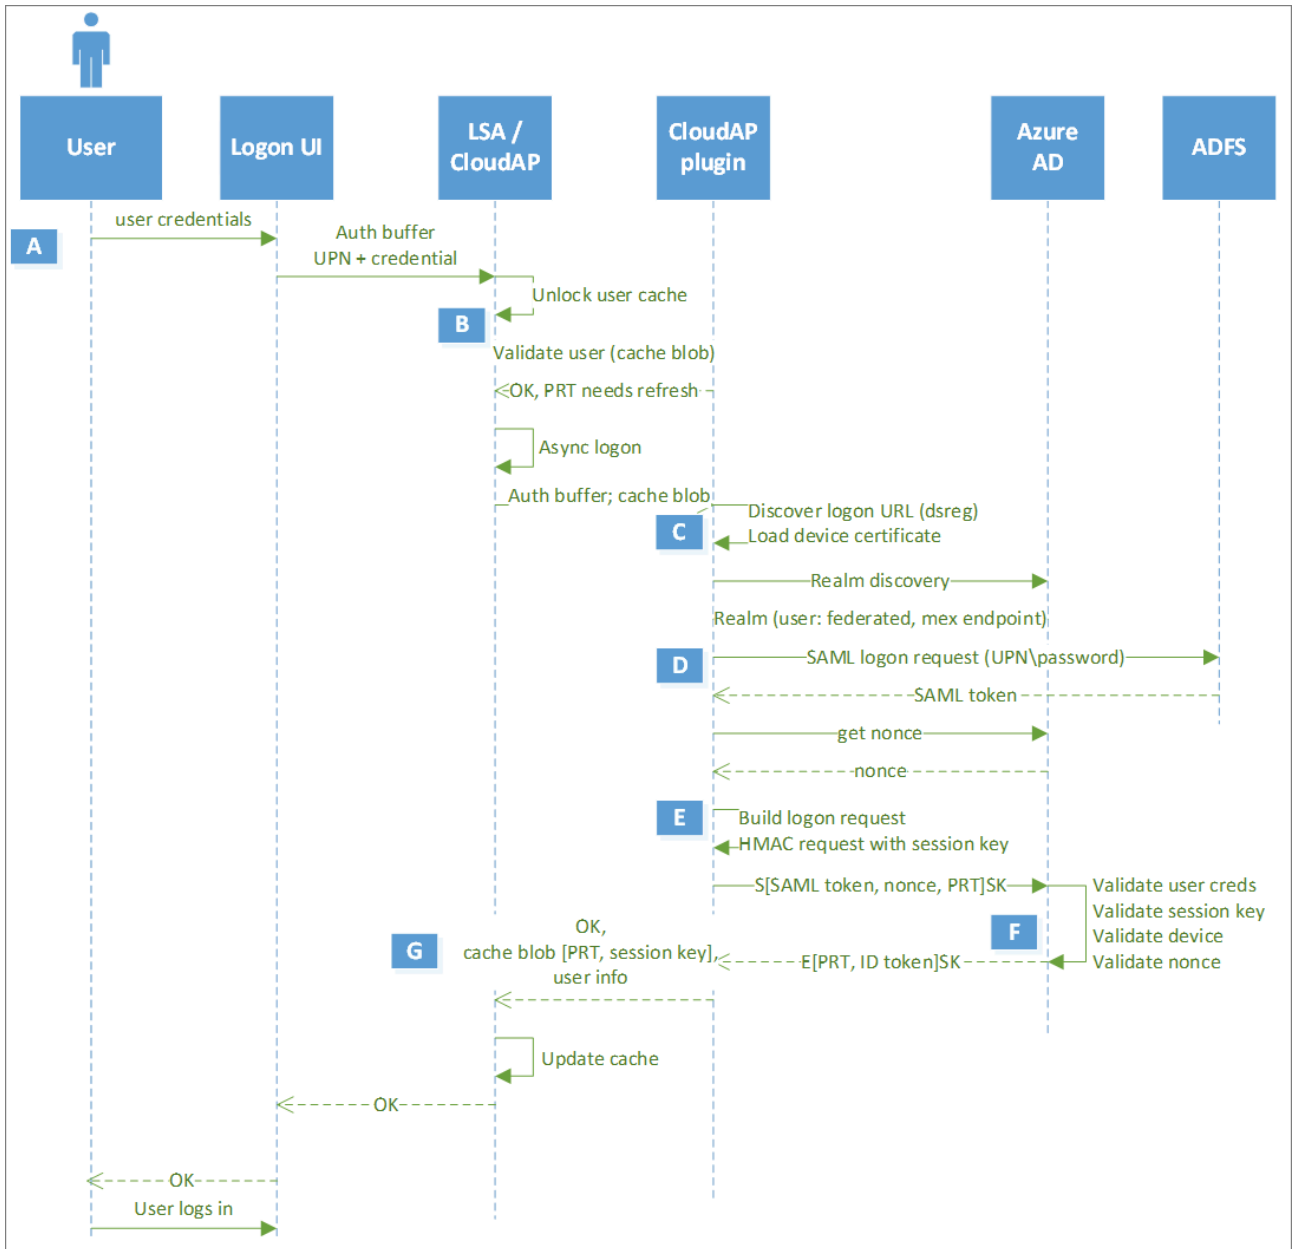 User
Logon UI
LSA /
CloudAP
CloudAP
plugin
Azure
AD
ADFS
user credentials
A
Auth buffer
UPN + credential
Unlock user cache
B
Validate user (cache blob)
OK, PRT needs refresh
Async logon
Auth buffer; cache blob
Discover logon URL (dsreg)
C
Load device certificate
Realm discovery
Realm (user: federated, mex endpoint)
D
SAML logon request (UPN\password)
SAML token
get nonce
nonce
E
Build logon request
HMAC request with session key
S[SAML token, nonce, PRT]SK
Validate user creds
Validate session key
Validate device
Validate nonce
F
E[PRT, ID token]SK
G
OK,
cache blob [PRT, session key],
user info
Update cache
OK
OK
User logs in